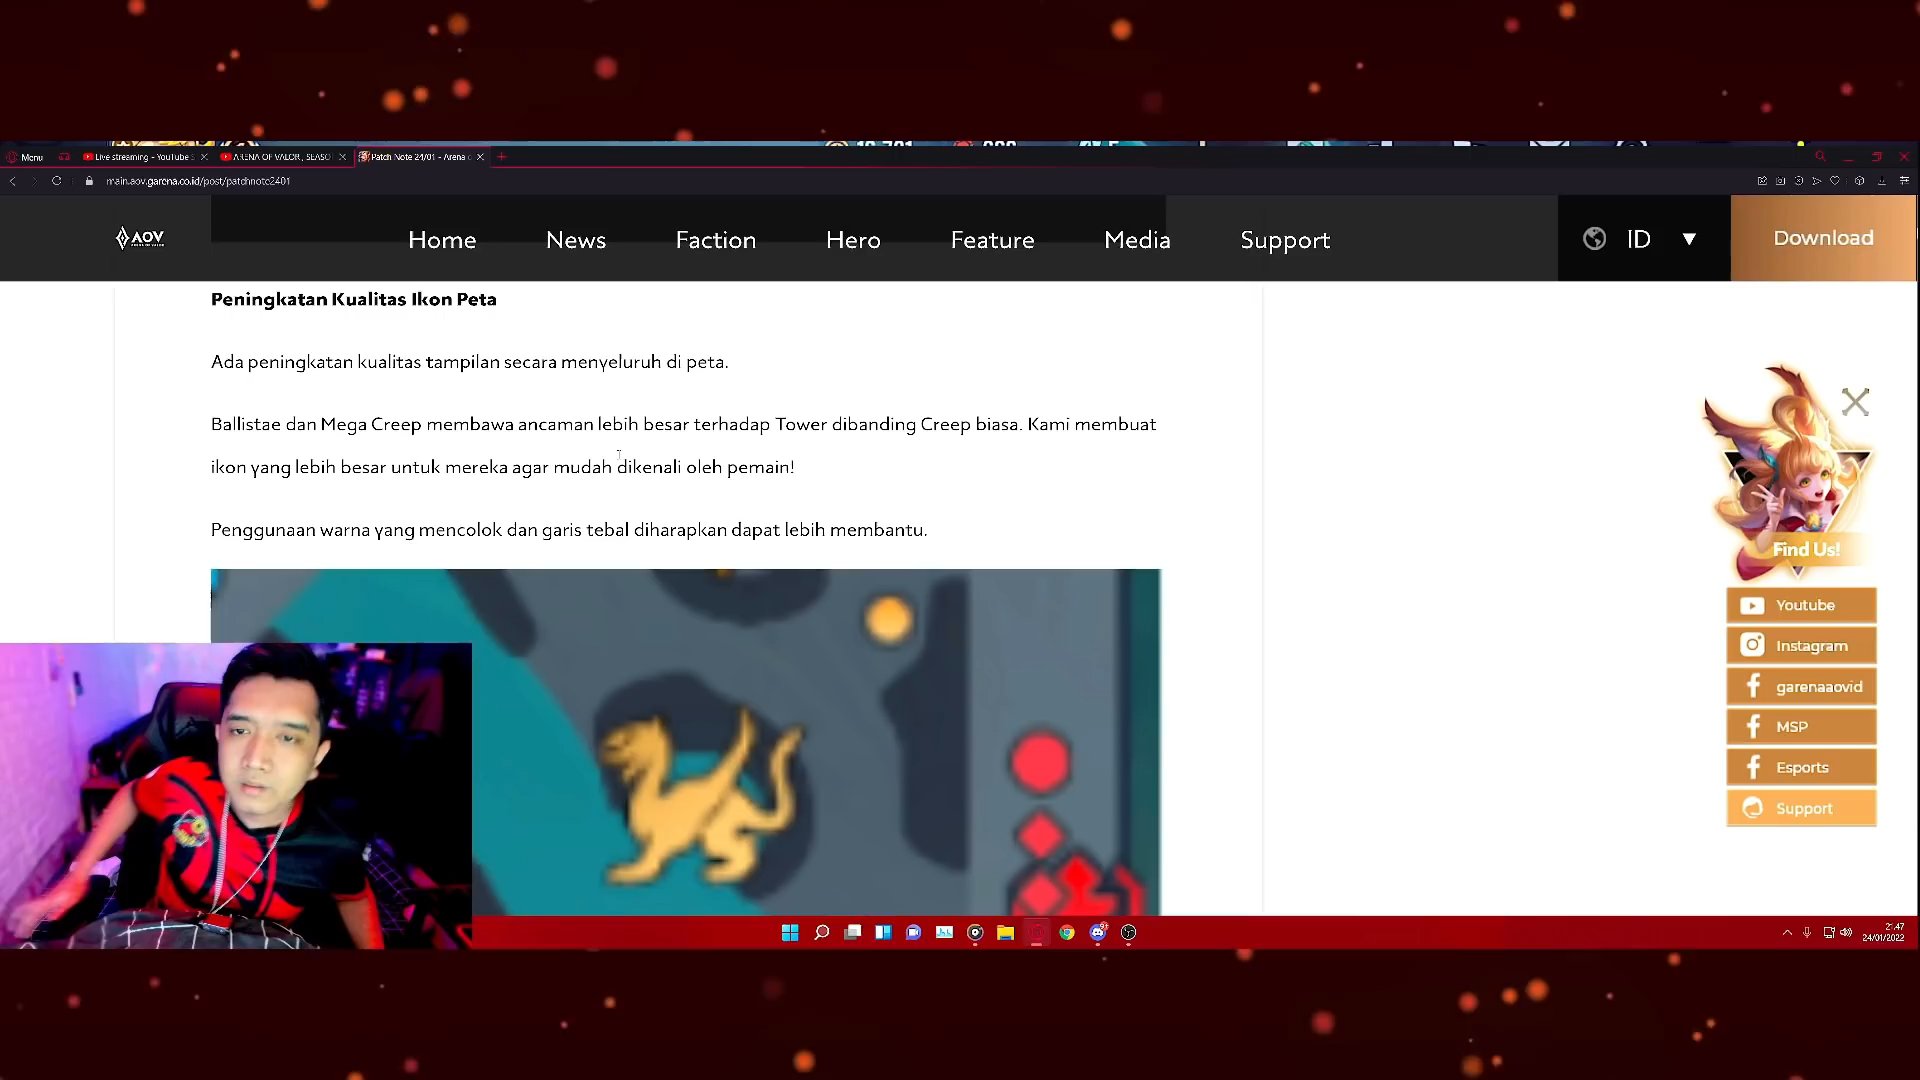 Menu
Live streaming - YouTube S
ARENA OF VALOR , SEASO
Patch Note 24/01 - Arena o
main.aov.garena.co.id/post/patchnote2401
AOV
Home
News
Faction
Hero
Feature
Media
Support
ID
Download
Peningkatan Kualitas Ikon Peta
Ada peningkatan kualitas tampilan secara menyeluruh di peta.
Ballistae dan Mega Creep membawa ancaman lebih besar terhadap Tower dibanding Creep biasa. Kami membuat
ikon yang lebih besar untuk mereka agar mudah dikenali oleh pemain!
Penggunaan warna yang mencolok dan garis tebal diharapkan dapat lebih membantu.
Find Us!
Youtube
Instagram
garenaaovid
MSP
Esports
Support
21.47
24/01/2022